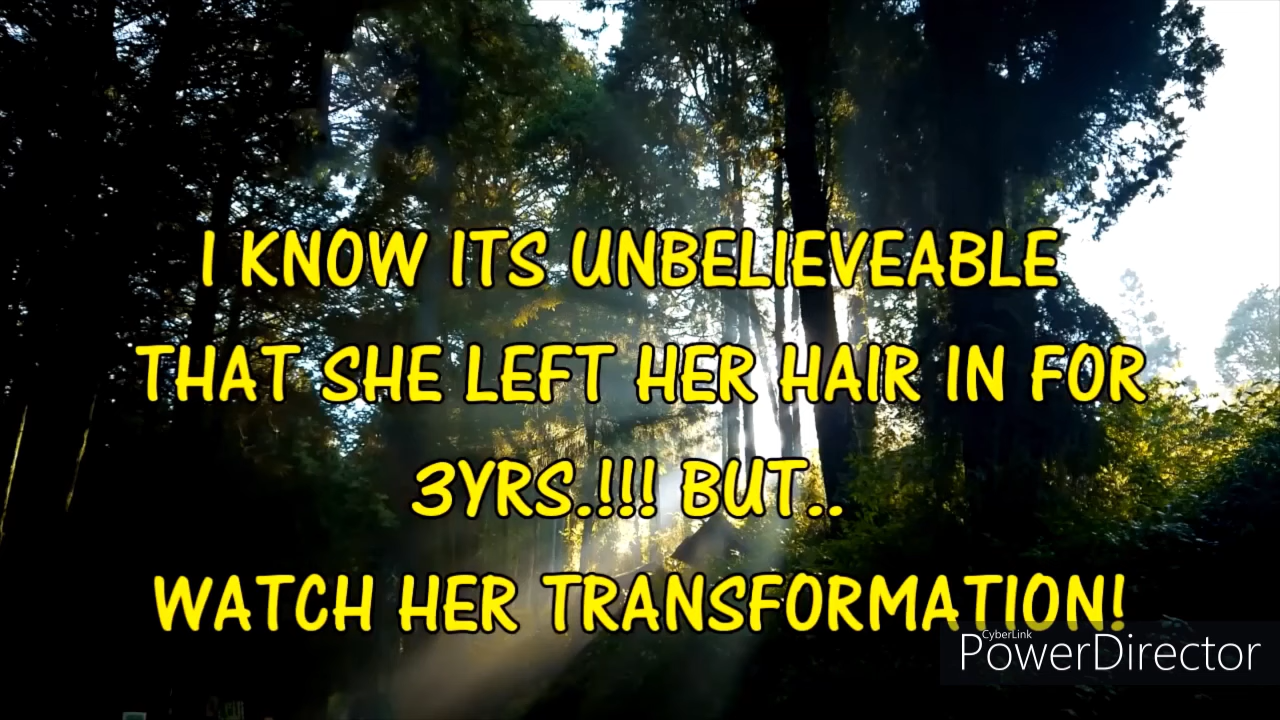 I KNOW ITS UNBELIEVEABLE
THAT SHE LEFT HER HAIR IN FOR
3YRS.!!! BUT..
WATCH HER TRANSFORMATION!
CyberLink
PowerDirector